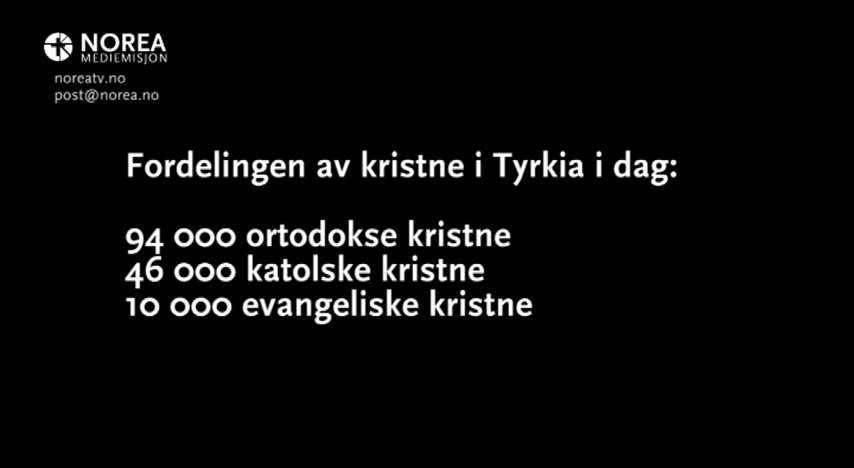 NOREA
MEDIEMISJON
noreatv.no
post@norea.no
Fordelingen av kristne i Tyrkia i dag:
94 000 ortodokse kristne
46 000 katolske kristne
10 000 evangeliske kristne